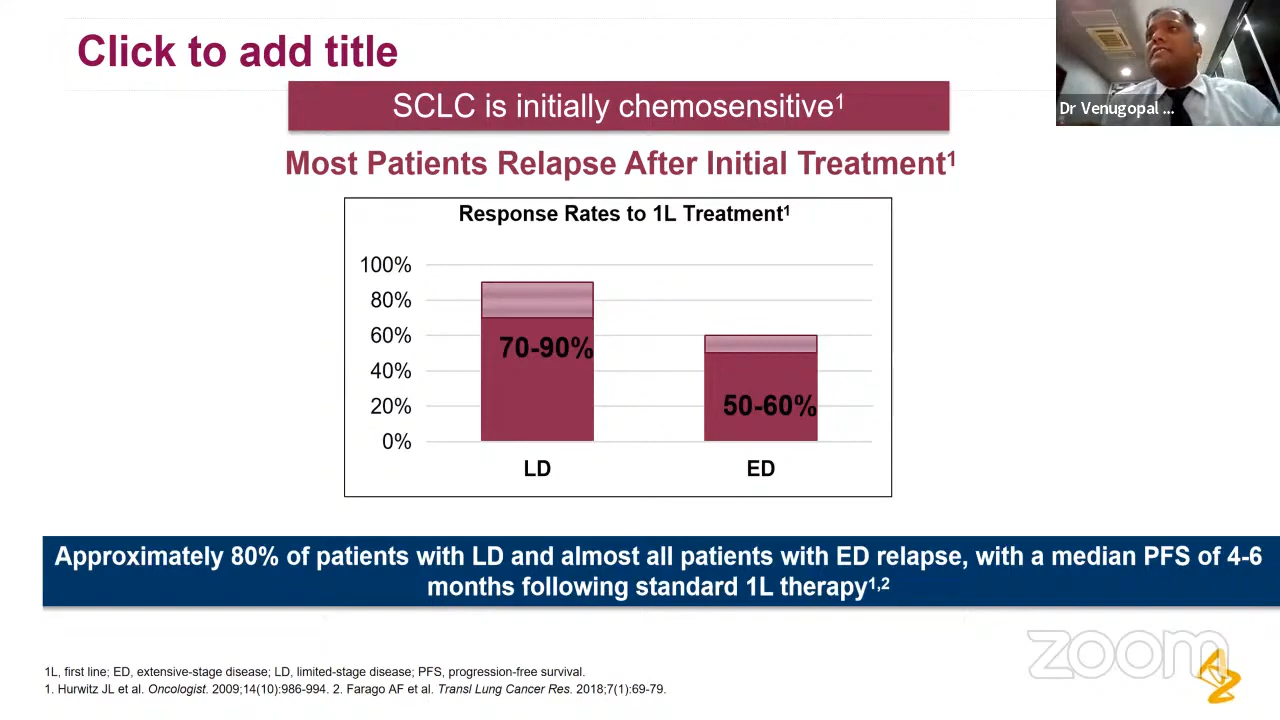 Click to add title
SCLC is initially chemosensitive¹
Most Patients Relapse After Initial Treatment¹
Response Rates to 1L Treatment¹
100%
80%
60%
40%
20%
0%
70-90%
50-60%
LD
ED
Approximately 80% of patients with LD and almost all patients with ED relapse, with a median PFS of 4-6
months following standard 1L therapy¹,²
1L, first line; ED, extensive-stage disease; LD, limited-stage disease; PFS, progression-free survival.
1. Hurwitz JL et al. Oncologist. 2009;14(10):986-994. 2. Farago AF et al. Transl Lung Cancer Res. 2018;7(1):69-79.
Dr Venugopal ...
zoom